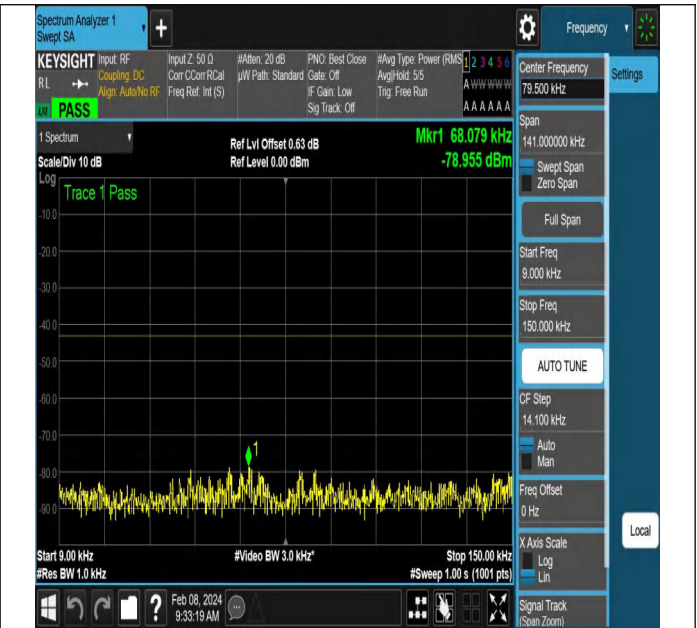 Spectrum Analyzer 1
Swept SA
+
Frequency
KEYSIGHT
RL
PASS
Input: RF
Coupling: DC
Align: Auto/No RF
Input Z: 50 Ω
Corr CCorr RCal
Freq Ref: Int (S)
#Atten: 20 dB
µW Path: Standard
PNO: Best Close
Gate: Off
IF Gain: Low
Sig Track: Off
#Avg Type: Power (RMS)
Avg|Hold: 5/5
Trig: Free Run
1 2 3 4 5 6
A W W W W W
A A A A A A
Center Frequency
79.500 kHz
Settings
1 Spectrum
Scale/Div 10 dB
Ref Lvl Offset 0.63 dB
Ref Level 0.00 dBm
Mkr1 68.079 kHz
-78.955 dBm
Log
Trace 1 Pass
-10.0
-20.0
-30.0
-40.0
-50.0
-60.0
-70.0
-80.0
-90.0
1
Start 9.00 kHz
#Res BW 1.0 kHz
#Video BW 3.0 kHz*
Stop 150.00 kHz
#Sweep 1.00 s (1001 pts)
Span
141.000000 kHz
Swept Span
Zero Span
Full Span
Start Freq
9.000 kHz
Stop Freq
150.000 kHz
AUTO TUNE
CF Step
14.100 kHz
Auto
Man
Freq Offset
0 Hz
X Axis Scale
Log
Lin
Local
Signal Track
(Span Zoom)
?
Feb 08, 2024
9:33:19 AM